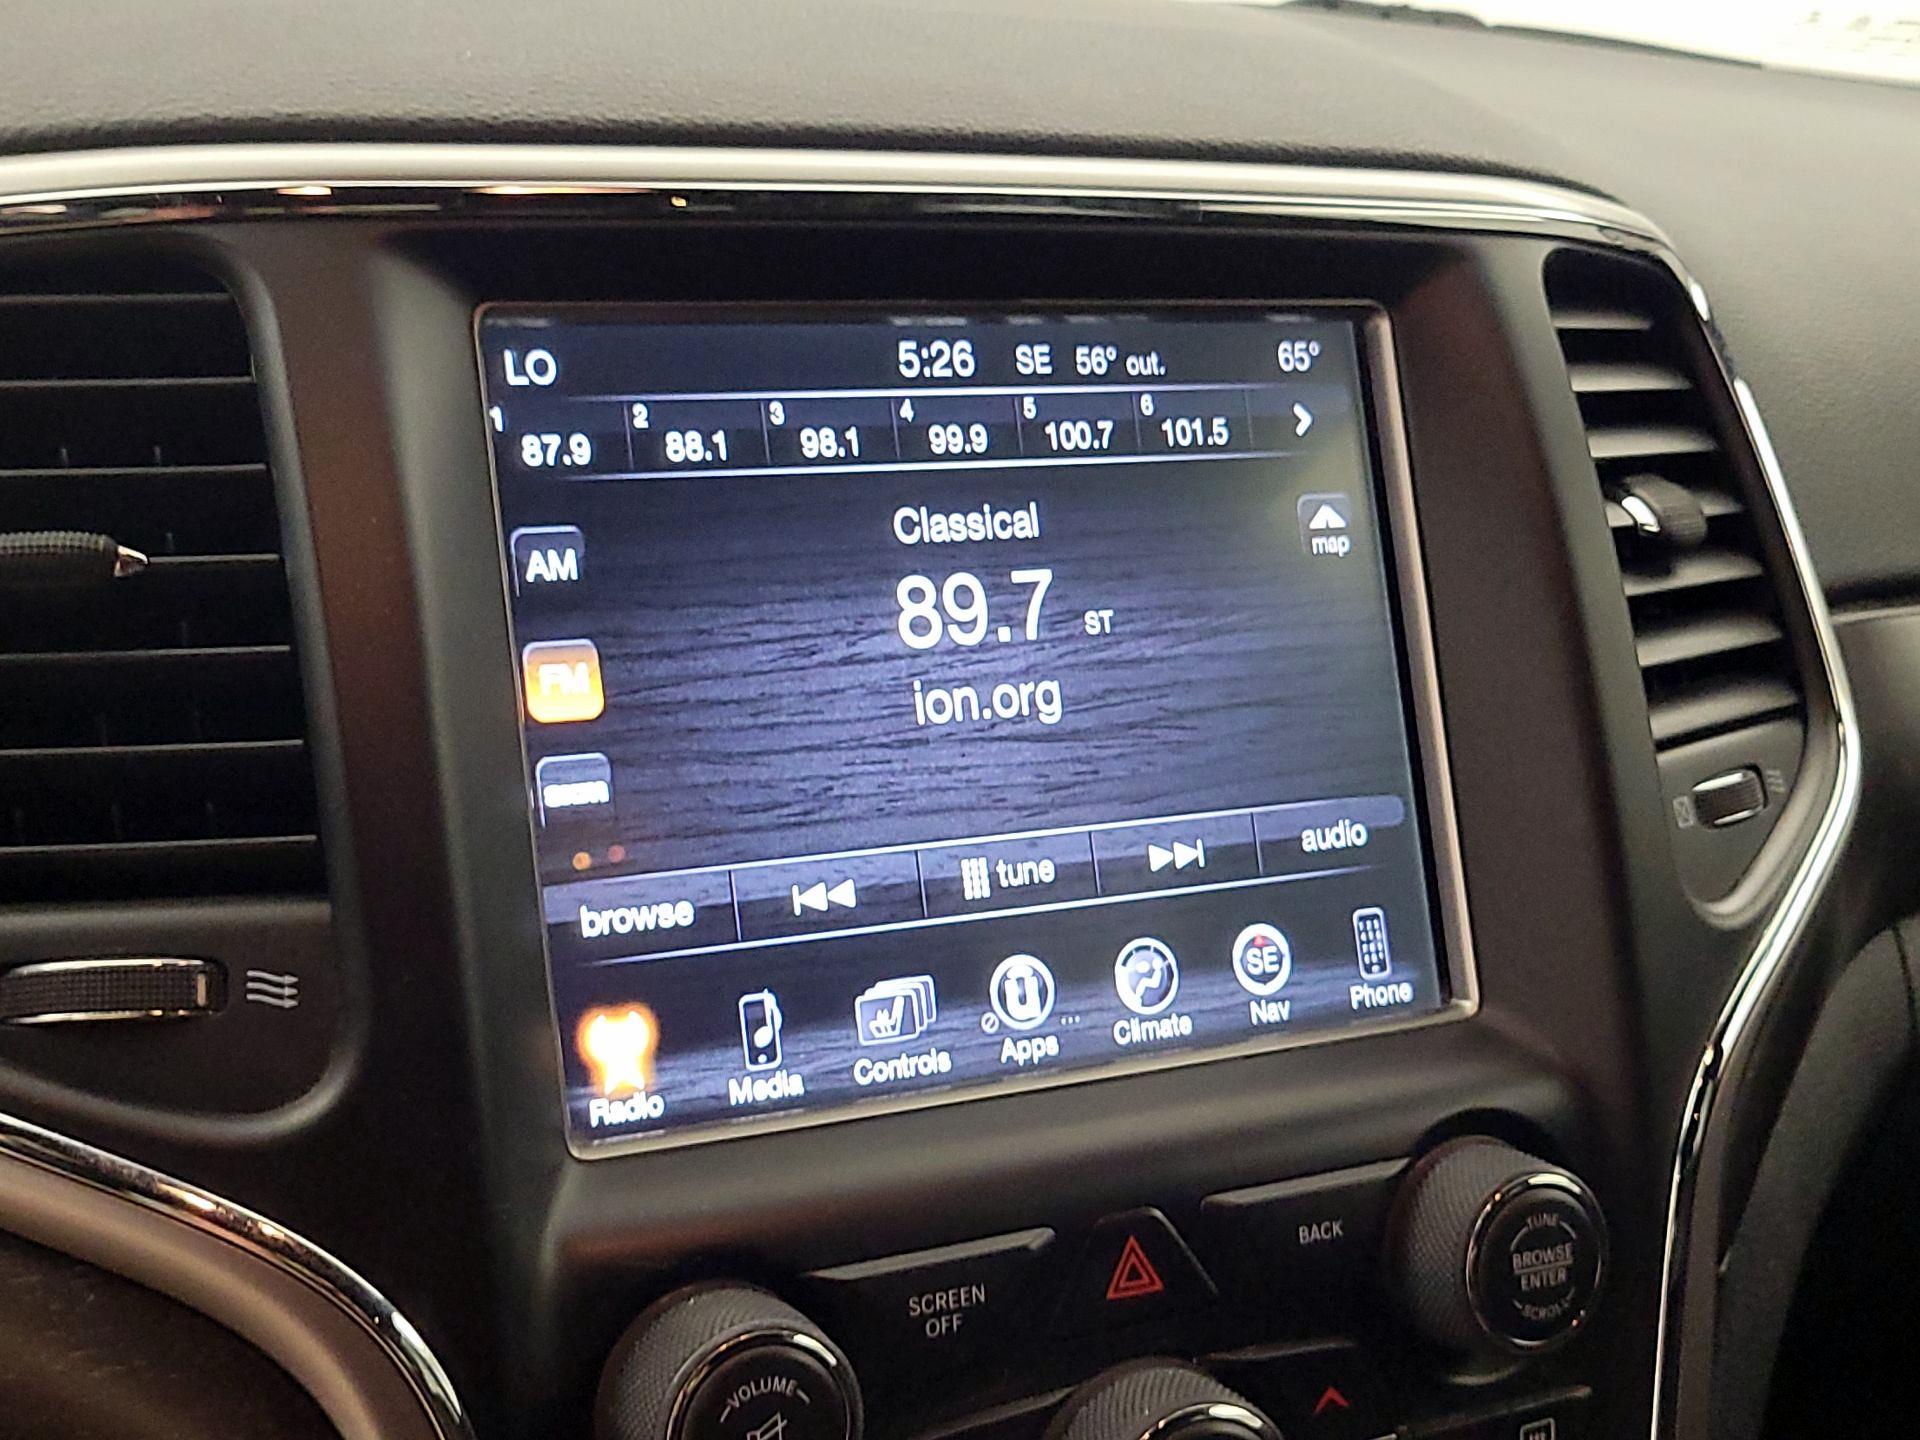 LO 5:26 SE 56° out. 65°
1 87.9 2 88.1 3 98.1 4 99.9 5 100.7 6 101.5
Classical
map
AM
89.7 ST
FM
ion.org
audio
tune
browse
SE
Radio Media Controls Apps Climate Nav Phone
BACK
TUNE
BROWSE
ENTER
SCROLL
SCREEN
OFF
VOLUME